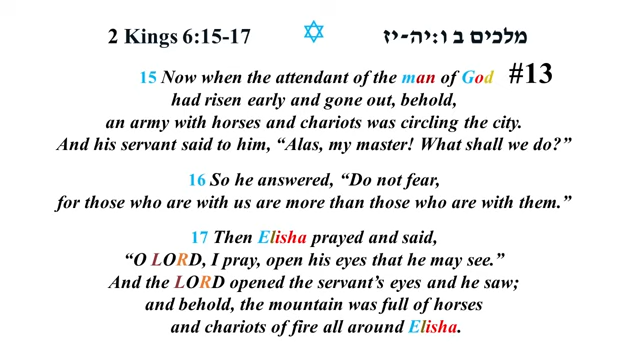 2 Kings 6:15-17 ✡ מלכים ב ו:יה-יז
15 Now when the attendant of the man of God #13
had risen early and gone out, behold,
an army with horses and chariots was circling the city.
And his servant said to him, “Alas, my master! What shall we do?”
16 So he answered, “Do not fear,
for those who are with us are more than those who are with them.”
17 Then Elisha prayed and said,
“O LORD, I pray, open his eyes that he may see.”
And the LORD opened the servant’s eyes and he saw;
and behold, the mountain was full of horses
and chariots of fire all around Elisha.